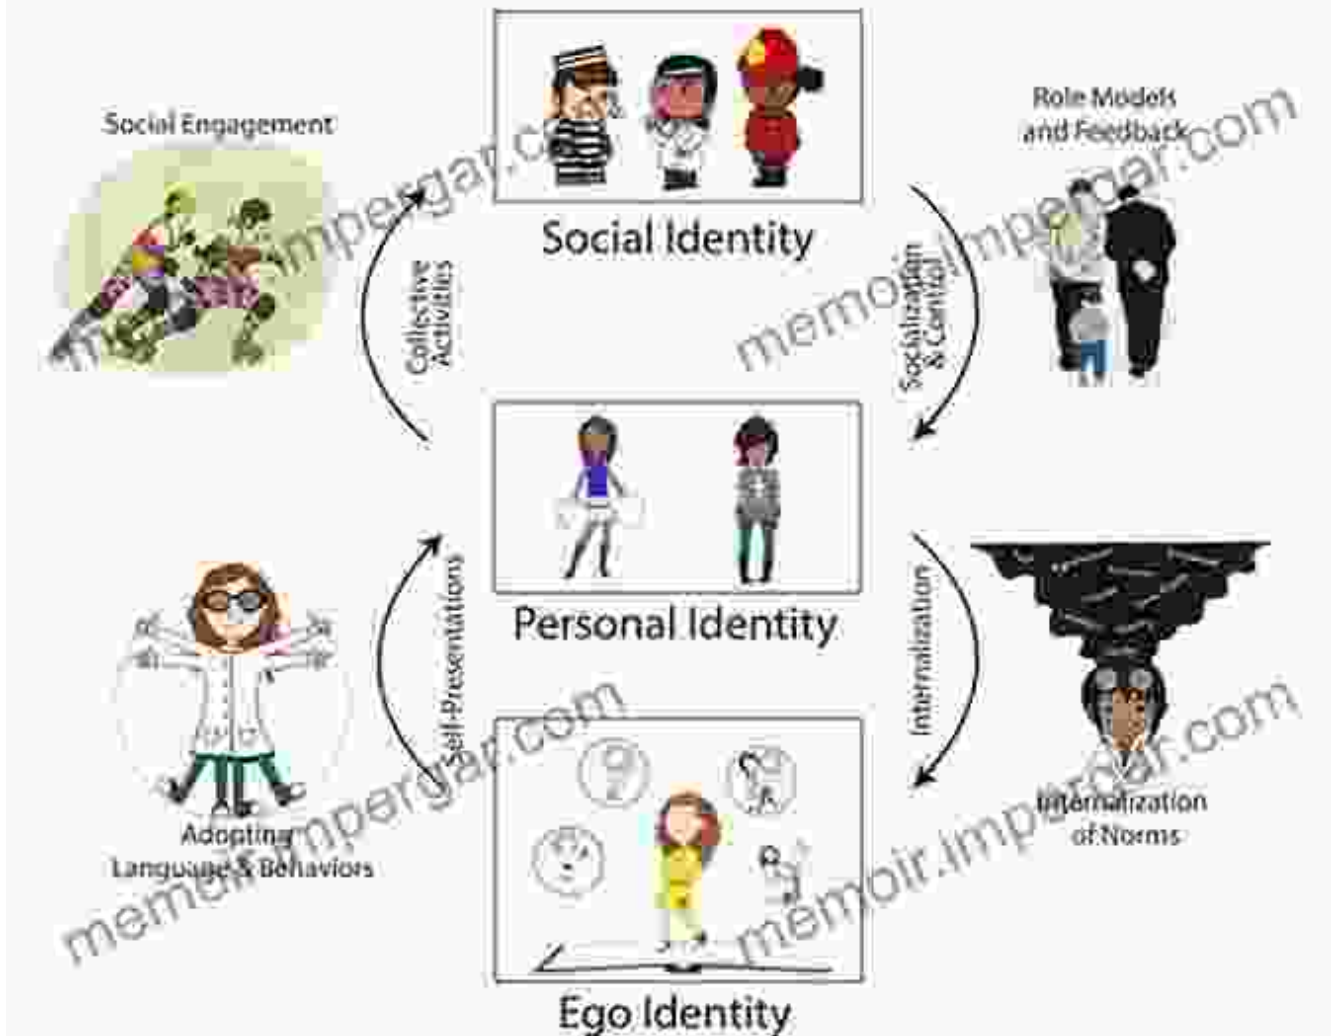 Social Engagement
Role Models
and Feedback
Social Identity
Collective
Activities
Socialization
& Control
Personal Identity
Self-Presentations
Internalization
Adopting
Language & Behaviors
Internalization
of Norms
Ego Identity
memoir.impergar.com
memoir.impergar.com
memoir.impergar.com
memoir.impergar.com